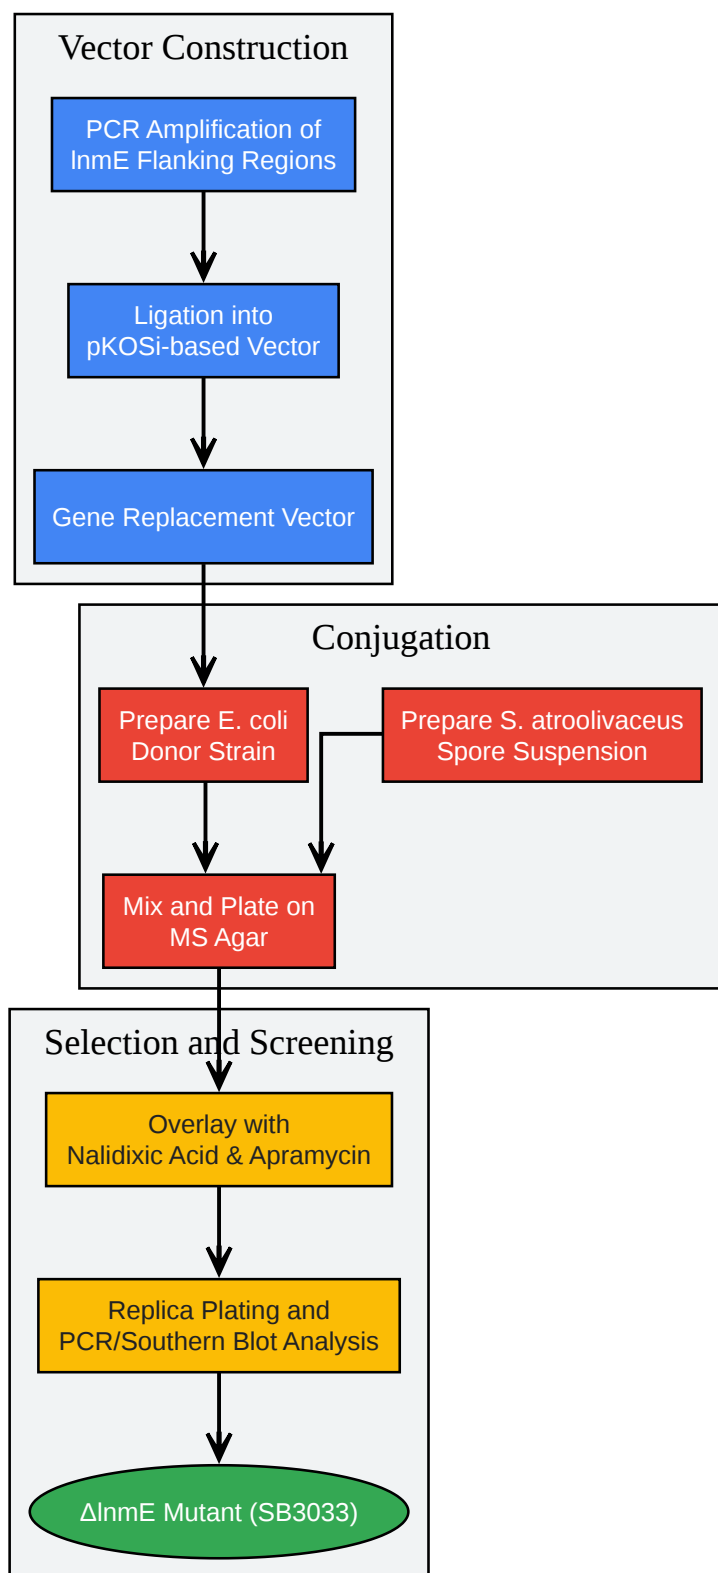 Vector Construction
PCR Amplification of
lnmE Flanking Regions
Ligation into
pKOSi-based Vector
Gene Replacement Vector
Conjugation
Prepare E. coli
Donor Strain
Prepare S. atroolivaceus
Spore Suspension
Mix and Plate on
MS Agar
Selection and Screening
Overlay with
Nalidixic Acid & Apramycin
Replica Plating and
PCR/Southern Blot Analysis
ΔlnmE Mutant (SB3033)